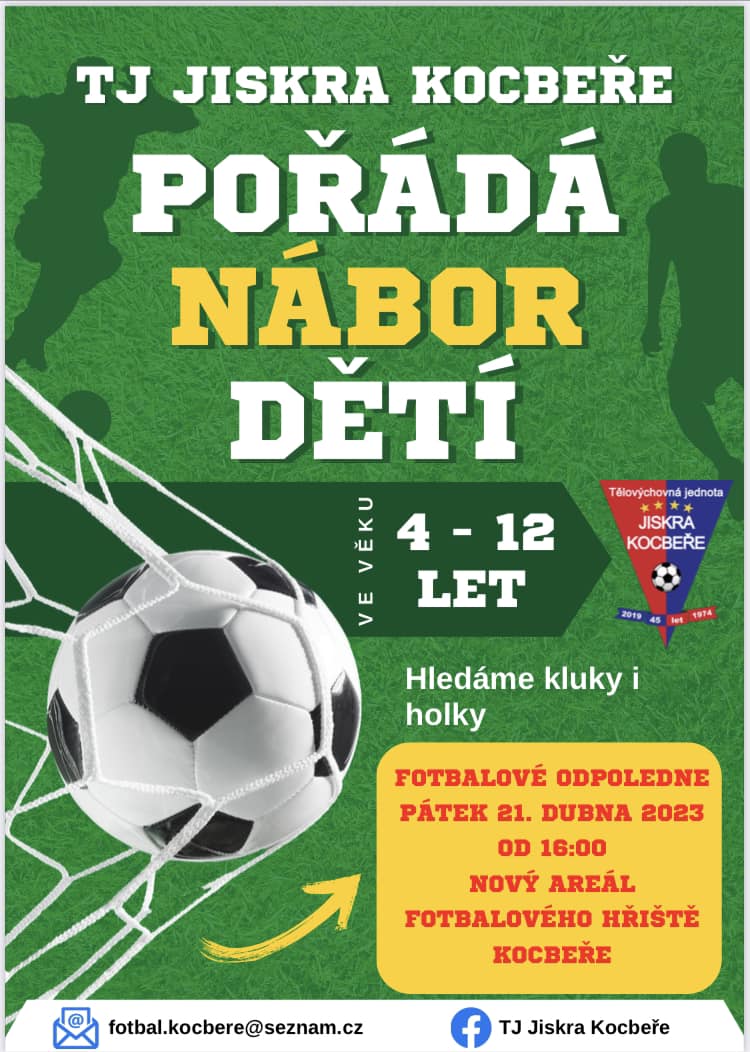 TJ JISKRA KOCBEŘE
POŘÁDÁ
NÁBOR
DĚTÍ
VE VĚKU
4 - 12
LET
Tělovýchovná jednota
JISKRA
KOCBEŘE
2019 45 let 1974
Hledáme kluky i
holky
FOTBALOVÉ ODPOLEDNE
PÁTEK 21. DUBNA 2023
OD 16:00
NOVÝ AREÁL
FOTBALOVÉHO HŘIŠTĚ
KOCBEŘE
fotbal.kocbere@seznam.cz
TJ Jiskra Kocbeře